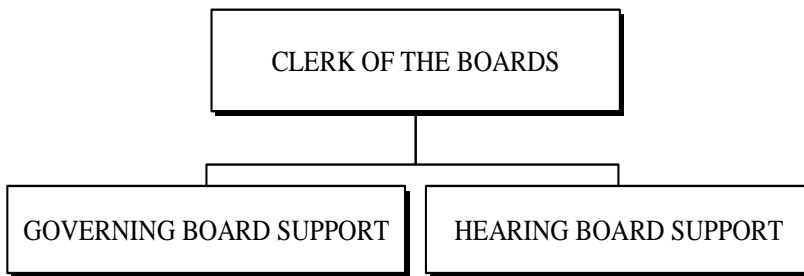 CLERK OF THE BOARDS
GOVERNING BOARD SUPPORT
HEARING BOARD SUPPORT